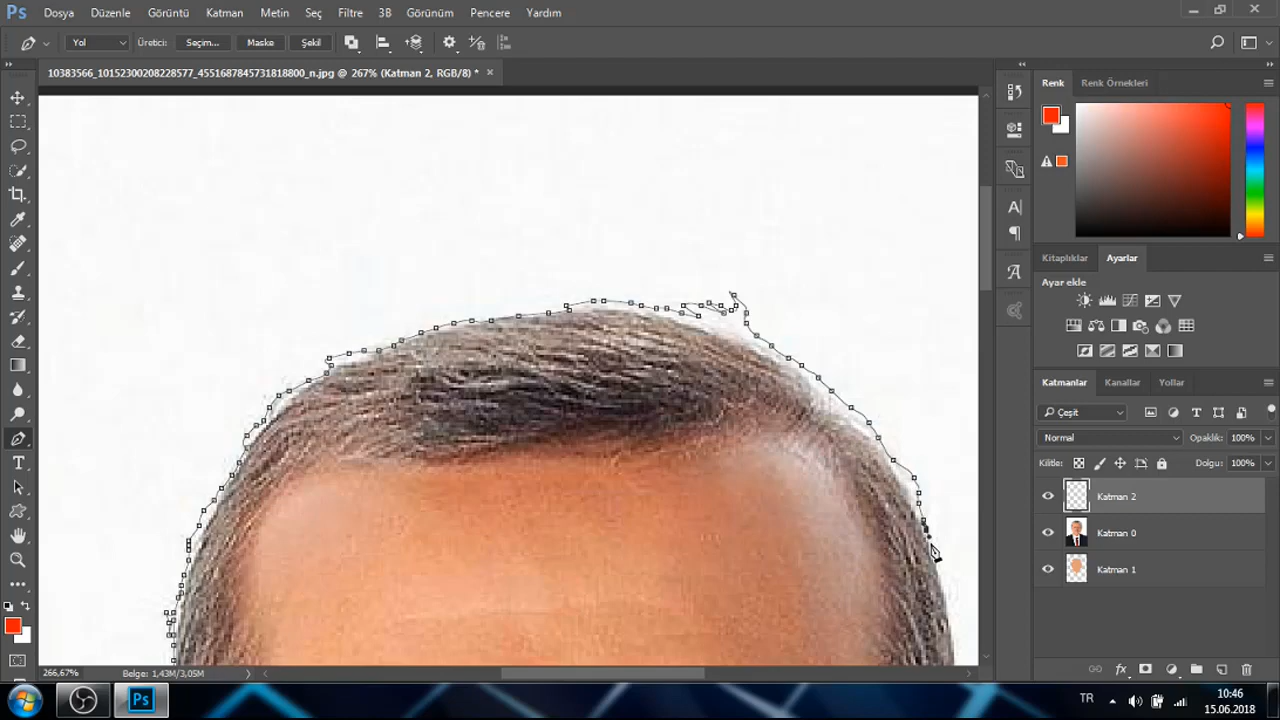 Ps Dosya Düzenle Görüntü Katman Metin Seç Filtre 3B Görünüm Pencere Yardım
Yol Üretici: Seçim... Maske Şekil
10383566_10152300208228577_4551687845731818800_n.jpg @ 267% (Katman 2, RGB/8) * ×
Renk Renk Örnekleri
Kitaplıklar Ayarlar
Ayar ekle
Katmanlar Kanallar Yollar
Çeşit
Normal Opaklık: 100%
Kilitle: Dolgu: 100%
Katman 2
Katman 0
Katman 1
266,67% Belge: 1,43M/3,05M
Ps TR 10:46
15.06.2018